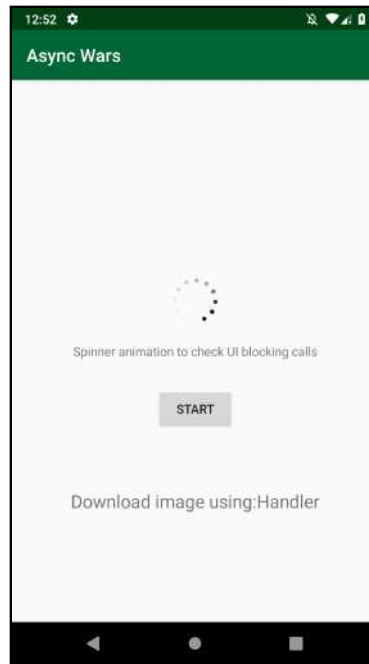 12:52
Async Wars
Spinner animation to check UI blocking calls
START
Download image using:Handler